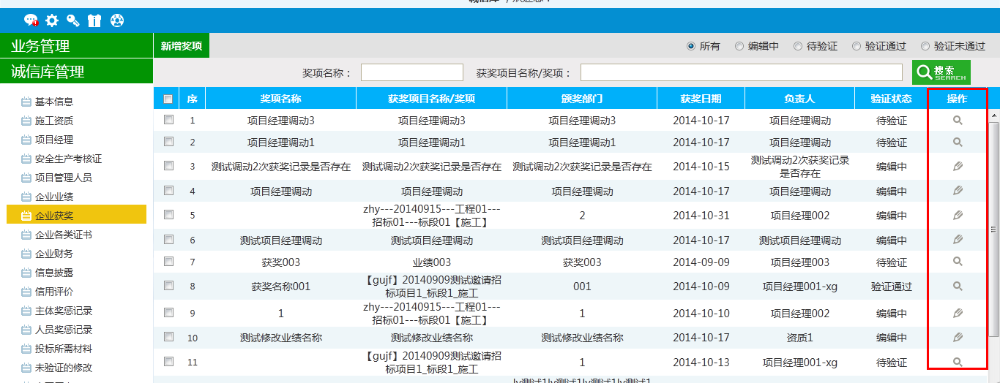 业务管理
诚信库管理
基本信息
施工资质
项目经理
安全生产考核证
项目管理人员
企业业绩
企业获奖
企业各类证书
企业财务
信息披露
信用评价
主体奖惩记录
人员奖惩记录
投标所需材料
未验证的修改
新增奖项 所有 编辑中 待验证 验证通过 验证未通过
奖项名称： 获奖项目名称/奖项： 搜索 SEARCH
序 奖项名称 获奖项目名称/奖项 颁奖部门 获奖日期 负责人 验证状态 操作
1 项目经理调动3 项目经理调动3 项目经理调动3 2014-10-17 项目经理调动 待验证
2 项目经理调动1 项目经理调动1 项目经理调动1 2014-10-17 项目经理调动 待验证
3 测试调动2次获奖记录是否存在 测试调动2次获奖记录是否存在 测试调动2次获奖记录是否存在 2014-10-15 测试调动2次获奖记录
是否存在 编辑中
4 项目经理调动 项目经理调动 项目经理调动 2014-10-17 项目经理调动 编辑中
5 zhy---20140915---工程01---
招标01---标段01【施工】 2 2014-10-31 项目经理002 编辑中
6 测试项目经理调动 测试项目经理调动 测试项目经理调动 2014-10-17 测试项目经理调动 编辑中
7 获奖003 业绩003 获奖003 2014-09-09 项目经理003 待验证
8 获奖名称001 【gujf】20140909测试邀请招
标项目1_标段1_施工 001 2014-10-09 项目经理001-xg 验证通过
9 1 zhy---20140915---工程01---
招标01---标段01【施工】 1 2014-10-10 项目经理002 编辑中
10 测试修改业绩名称 测试修改业绩名称 测试修改业绩名称 2014-10-17 资质1 编辑中
11 【gujf】20140909测试邀请招
标项目1_标段1_施工 1 2014-10-13 项目经理001-xg 待验证